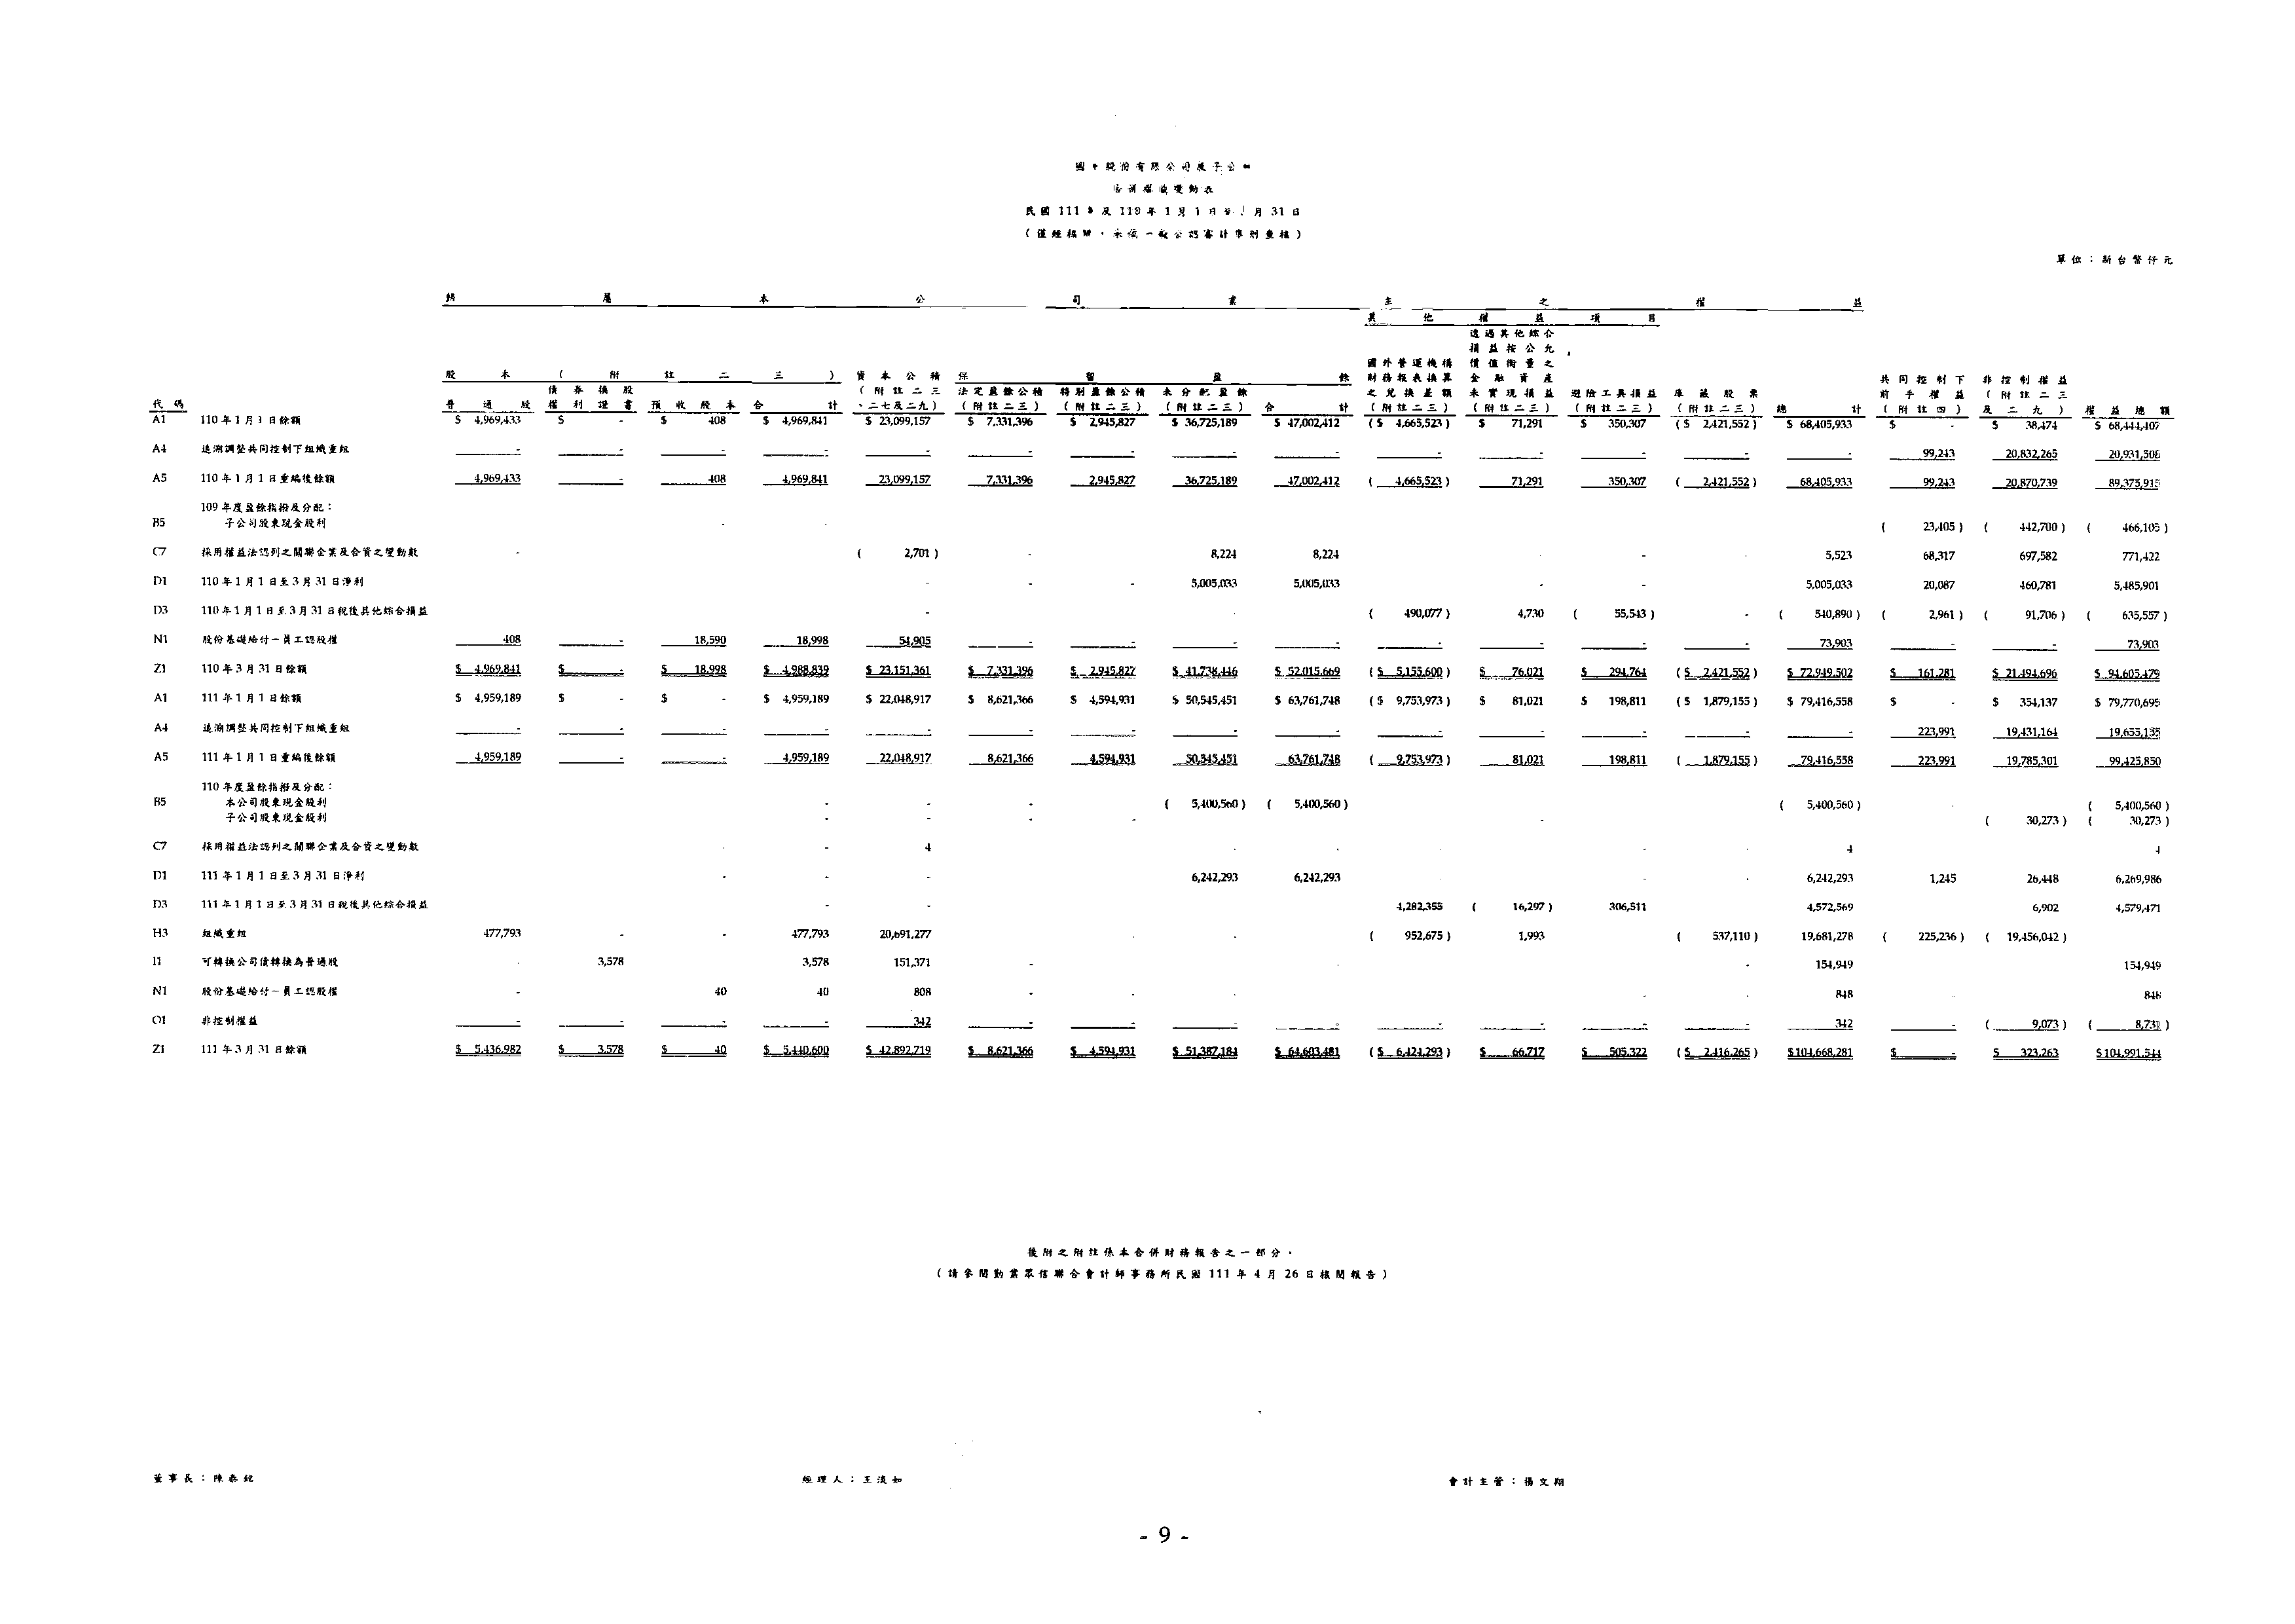 國巨股份有限公司及子公司
合併權益變動表
民國 111 年及 110 年 1 月 1 日至 3 月 31 日
（僅經核閱，未依一般公認審計準則查核）
單位：新台幣仟元
歸屬本公司業主之權益
其他權益項目
股本（附註二三） 資本公積（附註二三、二七及二九） 保留盈餘 國外營運機構財務報表換算之兌換差額（附註二三） 透過其他綜合損益按公允價值衡量之金融資產未實現損益（附註二三） 避險工具損益（附註二三） 庫藏股票（附註二三） 總計 共同控制下前手權益（附註四） 非控制權益（附註二三及二九） 權益總額
代碼 普通股 債券換股權利證書 預收股本 合計 法定盈餘公積（附註二三） 特別盈餘公積（附註二三） 未分配盈餘（附註二三） 合計
A1 110 年 1 月 1 日餘額 $ 4,969,433 $ - $ 408 $ 4,969,841 $ 23,099,157 $ 7,331,396 $ 2,945,827 $ 36,725,189 $ 47,002,412 ($ 4,665,523) $ 71,291 $ 350,307 ($ 2,421,552) $ 68,405,933 $ - $ 38,474 $ 68,444,407
A4 追溯調整共同控制下組織重組 - - - - - - - - - - - - - - 99,243 20,832,265 20,931,508
A5 110 年 1 月 1 日重編後餘額 4,969,433 - 408 4,969,841 23,099,157 7,331,396 2,945,827 36,725,189 47,002,412 ( 4,665,523) 71,291 350,307 ( 2,421,552) 68,405,933 99,243 20,870,739 89,375,915
109 年度盈餘指撥及分配：
B5 子公司股東現金股利 - - ( 23,405) ( 442,700) ( 466,105)
C7 採用權益法認列之關聯企業及合資之變動數 - ( 2,701) - 8,224 8,224 - - - 5,523 68,317 697,582 771,422
D1 110 年 1 月 1 日至 3 月 31 日淨利 - - - 5,005,033 5,005,033 - - 5,005,033 20,087 460,781 5,485,901
D3 110 年 1 月 1 日至 3 月 31 日稅後其他綜合損益 - - ( 490,077) 4,730 ( 55,543) - ( 540,890) ( 2,961) ( 91,706) ( 635,557)
N1 股份基礎給付－員工認股權 408 - 18,590 18,998 54,905 - - - - - - - - 73,903 - - 73,903
Z1 110 年 3 月 31 日餘額 $ 4,969,841 $ - $ 18,998 $ 4,988,839 $ 23,151,361 $ 7,331,396 $ 2,945,827 $ 41,738,446 $ 52,015,669 ($ 5,155,600) $ 76,021 $ 294,764 ($ 2,421,552) $ 72,949,502 $ 161,281 $ 21,494,696 $ 94,605,479
A1 111 年 1 月 1 日餘額 $ 4,959,189 $ - $ - $ 4,959,189 $ 22,048,917 $ 8,621,366 $ 4,594,931 $ 50,545,451 $ 63,761,748 ($ 9,753,973) $ 81,021 $ 198,811 ($ 1,879,155) $ 79,416,558 $ - $ 354,137 $ 79,770,695
A4 追溯調整共同控制下組織重組 - - - - - - - - - - - - - - 223,991 19,431,164 19,655,155
A5 111 年 1 月 1 日重編後餘額 4,959,189 - - 4,959,189 22,048,917 8,621,366 4,594,931 50,545,451 63,761,748 ( 9,753,973) 81,021 198,811 ( 1,879,155) 79,416,558 223,991 19,785,301 99,425,850
110 年度盈餘指撥及分配：
B5 本公司股東現金股利 - - - ( 5,400,560) ( 5,400,560) ( 5,400,560) - ( 5,400,560)
子公司股東現金股利 - - - - - ( 30,273) ( 30,273)
C7 採用權益法認列之關聯企業及合資之變動數 - - 4 - - - - - 4 4
D1 111 年 1 月 1 日至 3 月 31 日淨利 - - - 6,242,293 6,242,293 - - - 6,242,293 1,245 26,448 6,269,986
D3 111 年 1 月 1 日至 3 月 31 日稅後其他綜合損益 - - 4,282,355 ( 16,297) 306,511 4,572,569 6,902 4,579,471
H3 組織重組 477,793 - - 477,793 20,691,277 - - - ( 952,675) 1,993 ( 537,110) 19,681,278 ( 225,236) ( 19,456,042)
I1 可轉換公司債轉換為普通股 - 3,578 3,578 151,371 - - 154,949 154,949
N1 股份基礎給付－員工認股權 - 40 40 808 - - - - - 848 - 848
O1 非控制權益 - - - - 342 - - - - - - - - 342 - ( 9,073) ( 8,731)
Z1 111 年 3 月 31 日餘額 $ 5,436,982 $ 3,578 $ 40 $ 5,440,600 $ 42,892,719 $ 8,621,366 $ 4,594,931 $ 51,387,184 $ 64,603,481 ($ 6,424,293) $ 66,717 $ 505,322 ($ 2,416,265) $104,668,281 $ - $ 323,263 $104,991,544
後附之附註係本合併財務報告之一部分。
（請參閱勤業眾信聯合會計師事務所民國 111 年 4 月 26 日核閱報告）
董事長：陳泰銘
經理人：王淡如
會計主管：楊文翔
- 9 -